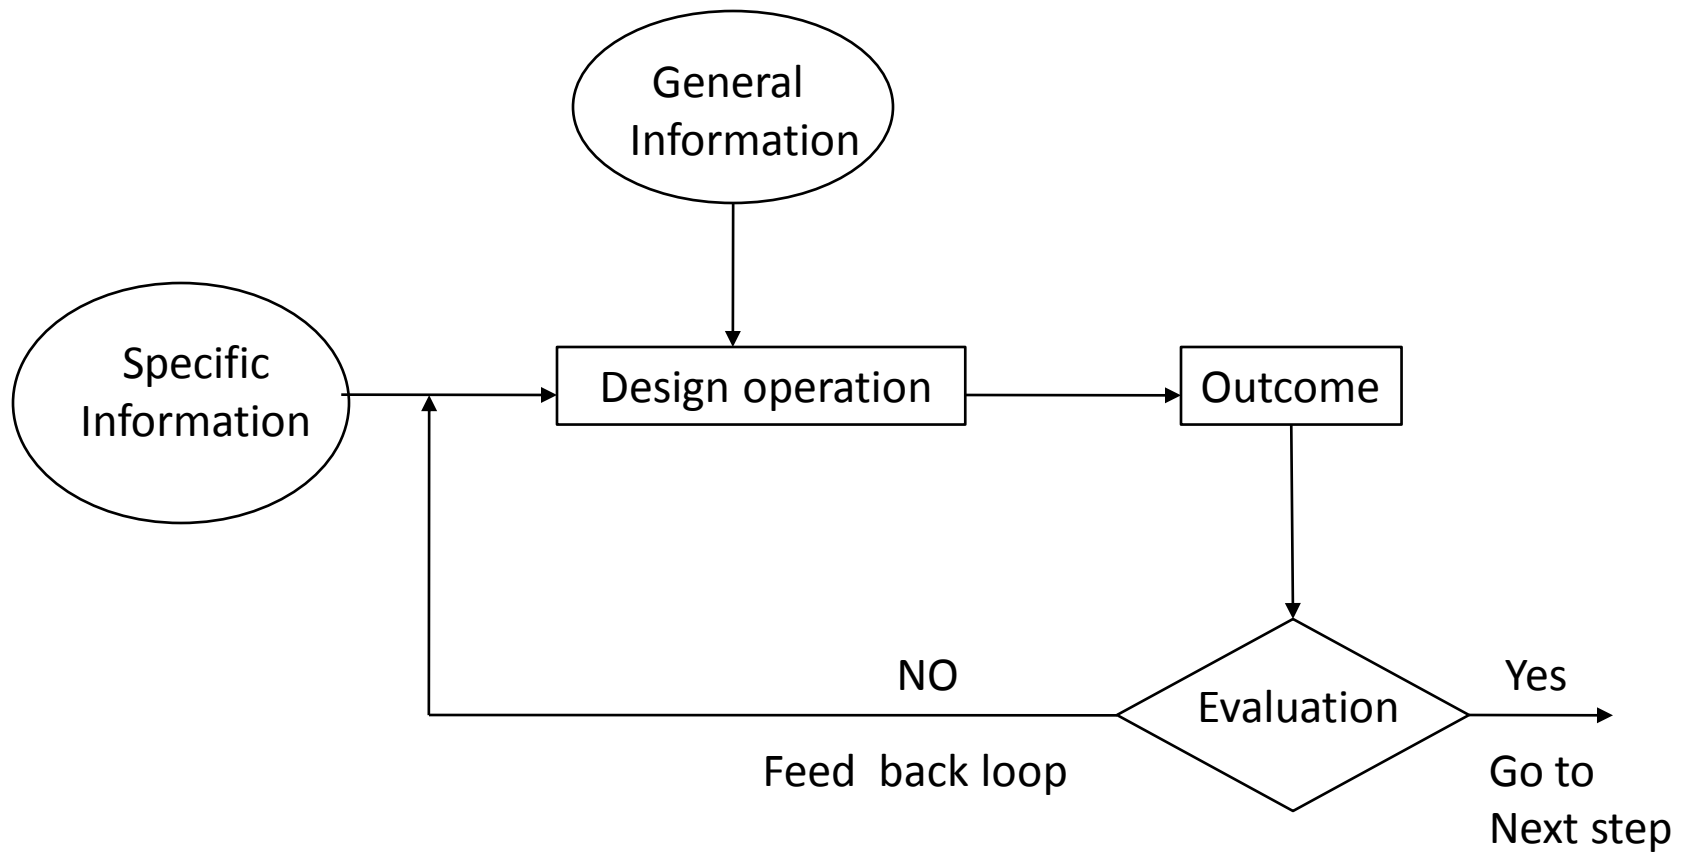 General
Information
Specific
Information
Design operation
Outcome
NO
Yes
Evaluation
Feed  back loop
Go to
Next step